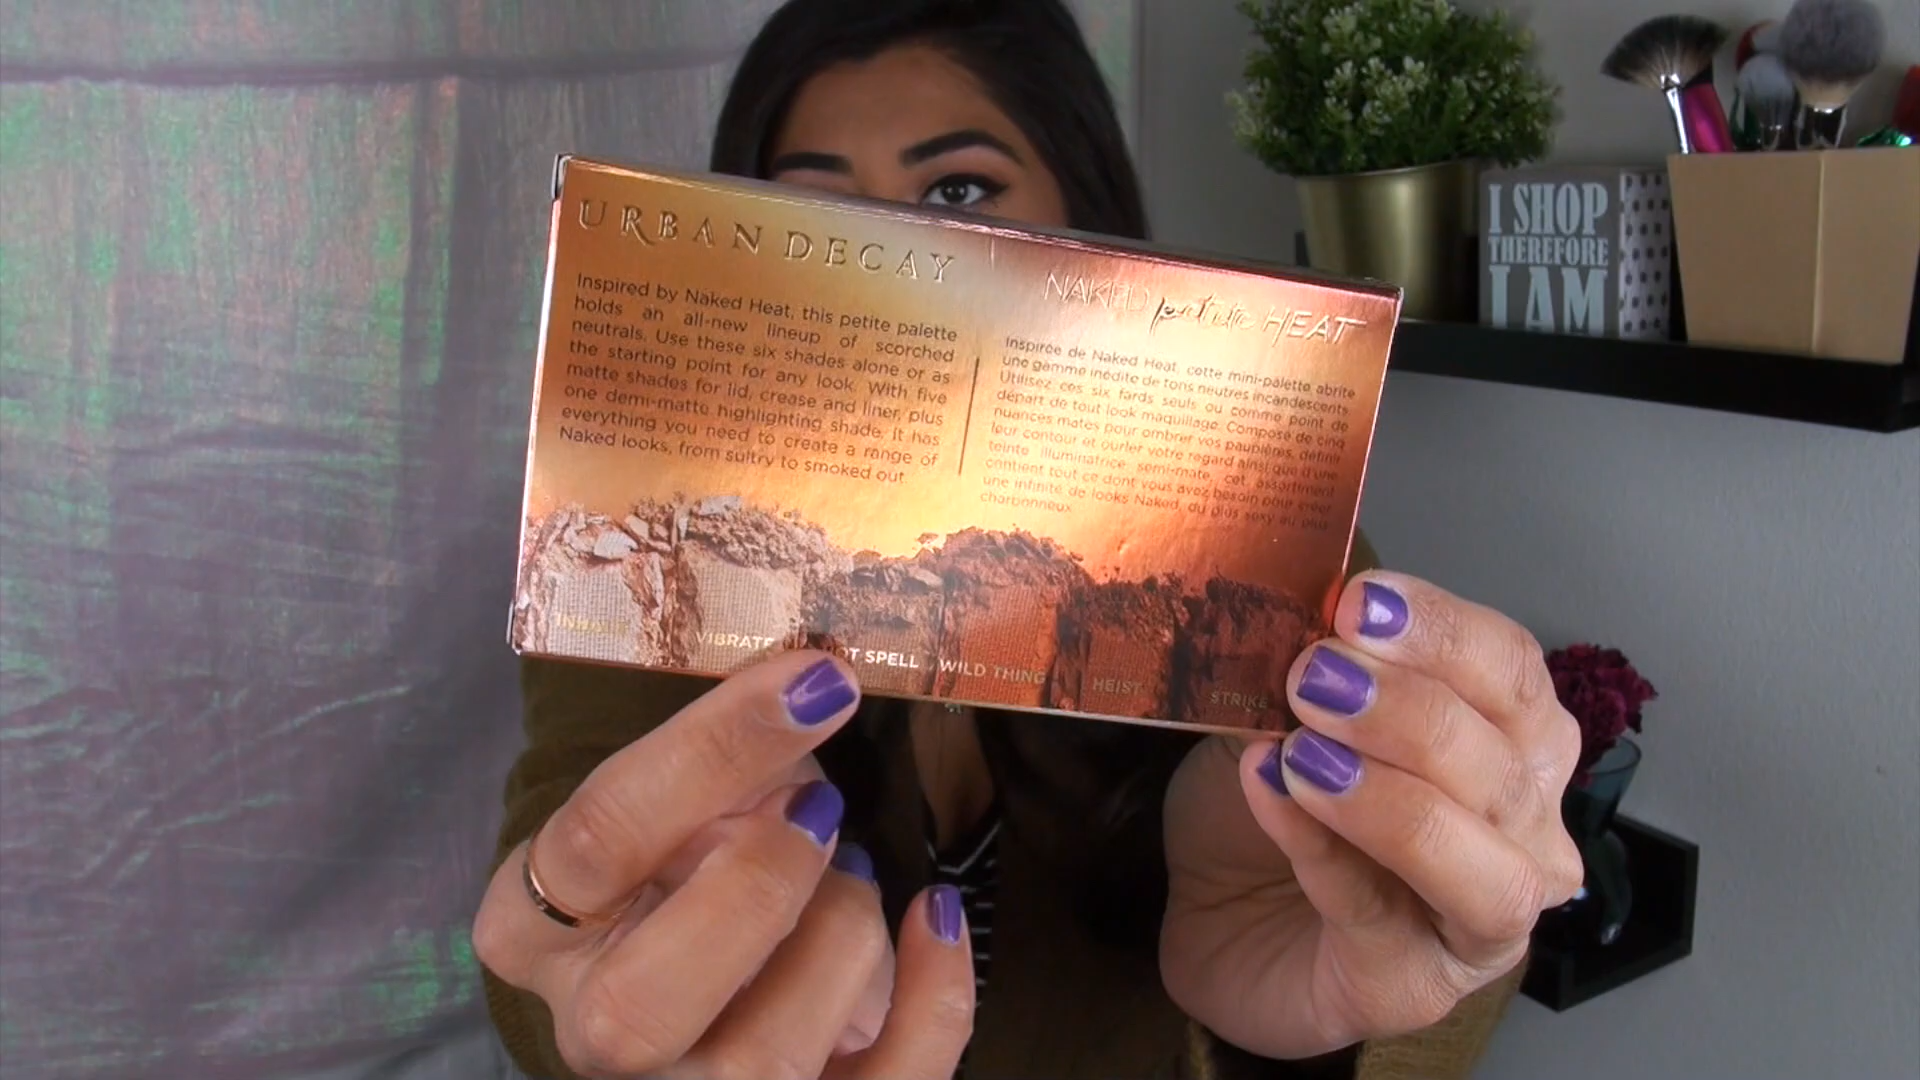 URBAN DECAY
Inspired by Naked Heat, this petite palette
holds an all-new lineup of scorched
neutrals. Use these six shades alone or as
the starting point for any look. With five
matte shades for lid, crease and liner, plus
one demi-matte highlighting shade. It has
everything you need to create a range of
Naked looks, from sultry to smoked out.
NAKED petite HEAT
Inspirée de Naked Heat, cette mini-palette abrite
une gamme inédite de tons neutres incandescents.
Utilisez ces six fards seuls ou comme point de
départ de tout look maquillage. Composé de cinq
nuances mates pour ombrer vos paupières, définir
leur contour et ourler votre regard ainsi que d'une
teinte illuminatrice semi-mate, cet assortiment
contient tout ce dont vous avez besoin pour créer
une infinité de looks Naked, du plus sexy au plus
charbonneux.
INHALE
VIBRATE
SPELL
WILD THING
HEIST
STRIKE
I SHOP
THEREFORE
I AM